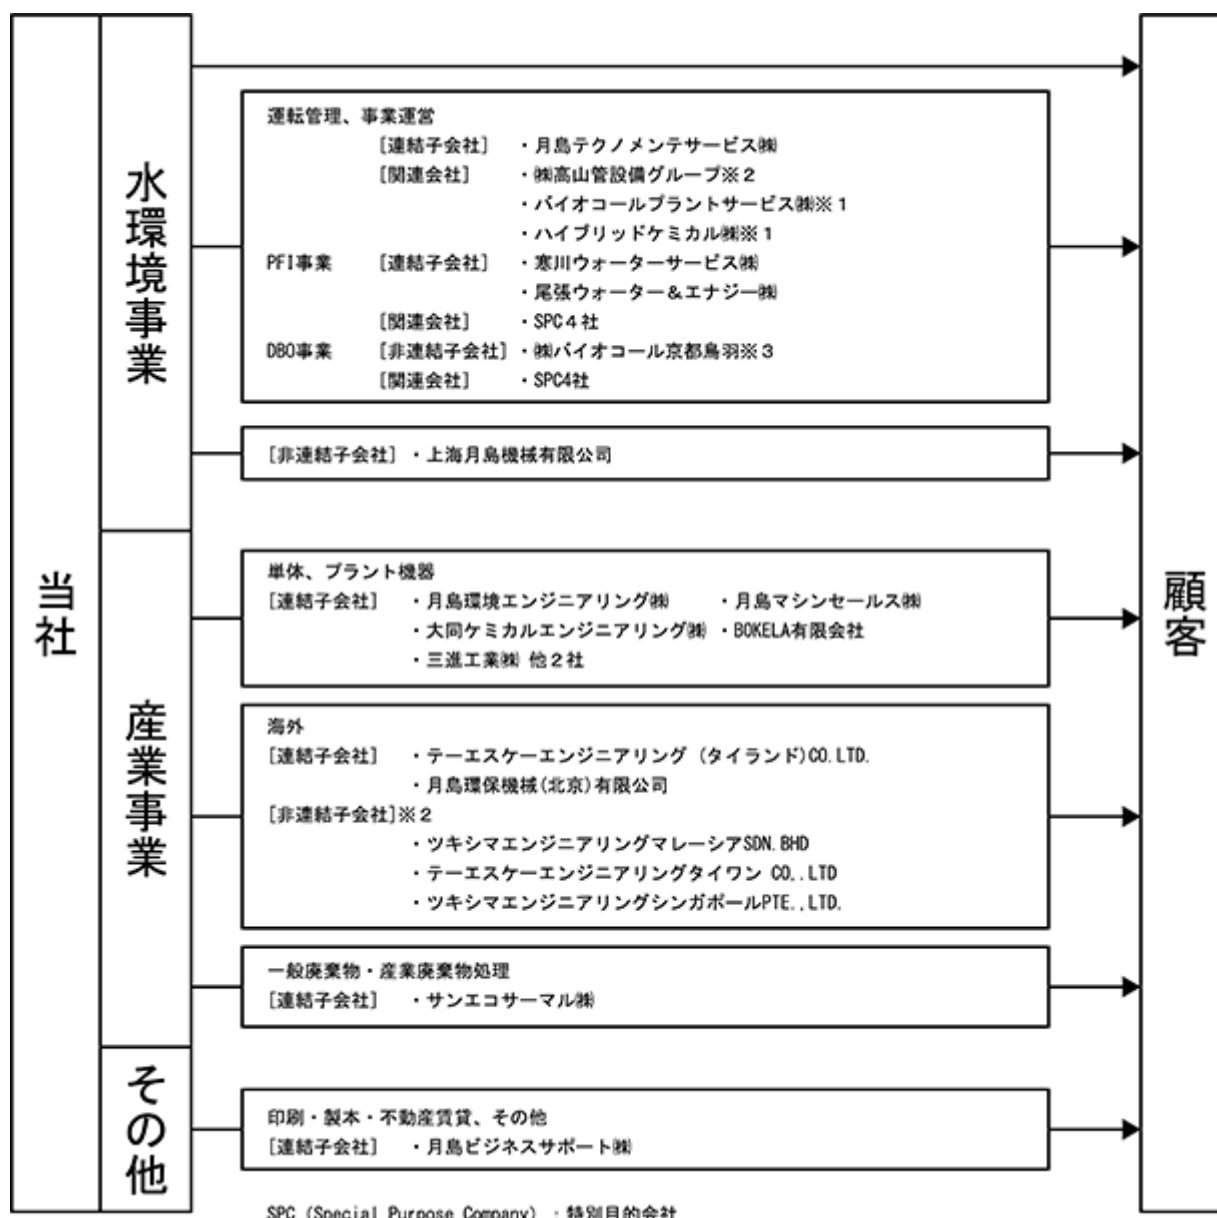 当社
水環境事業
運転管理、事業運営
[連結子会社] ・月島テクノメンテサービス㈱
[関連会社] ・㈱高山管設備グループ※2
・バイオコールプラントサービス㈱※1
・ハイブリッドケミカル㈱※1
PFI事業 [連結子会社] ・寒川ウォーターサービス㈱
・尾張ウォーター＆エナジー㈱
[関連会社] ・SPC4社
DBO事業 [非連結子会社] ・㈱バイオコール京都鳥羽※3
[関連会社] ・SPC4社
[非連結子会社] ・上海月島機械有限公司
産業事業
単体、プラント機器
[連結子会社] ・月島環境エンジニアリング㈱ ・月島マシンセールス㈱
・大同ケミカルエンジニアリング㈱ ・BOKELA有限会社
・三進工業㈱ 他2社
海外
[連結子会社] ・テーエスケーエンジニアリング (タイランド)CO.LTD.
・月島環保機械(北京)有限公司
[非連結子会社]※2
・ツキシマエンジニアリングマレーシアSDN.BHD
・テーエスケーエンジニアリングタイワン CO,.LTD
・ツキシマエンジニアリングシンガポールPTE.,LTD.
一般廃棄物・産業廃棄物処理
[連結子会社] ・サンエコサーマル㈱
その他
印刷・製本・不動産賃貸、その他
[連結子会社] ・月島ビジネスサポート㈱
顧客
SPC (Special Purpose Company) ：特別目的会社